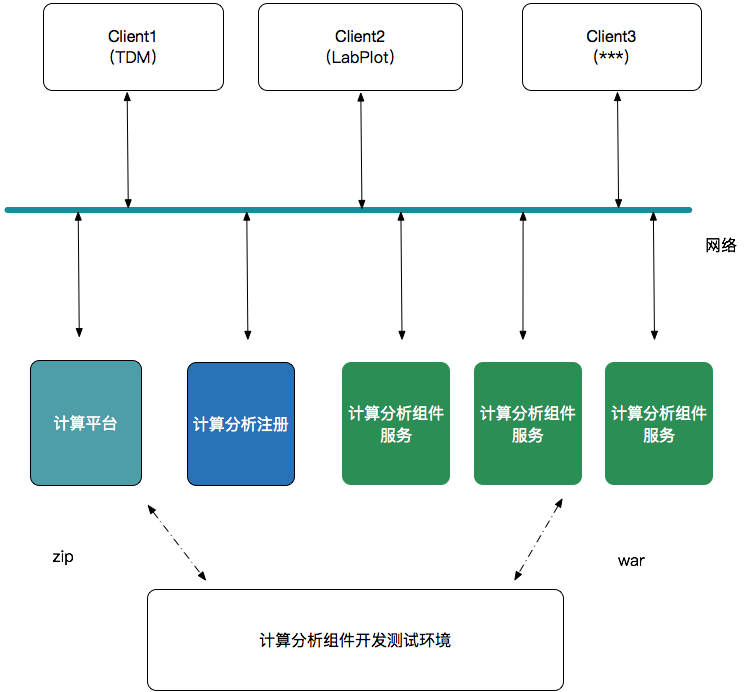 Client1
（TDM）
Client2
（LabPlot）
Client3
（***）
网络
计算平台
计算分析注册
计算分析组件
服务
计算分析组件
服务
计算分析组件
服务
zip
war
计算分析组件开发测试环境